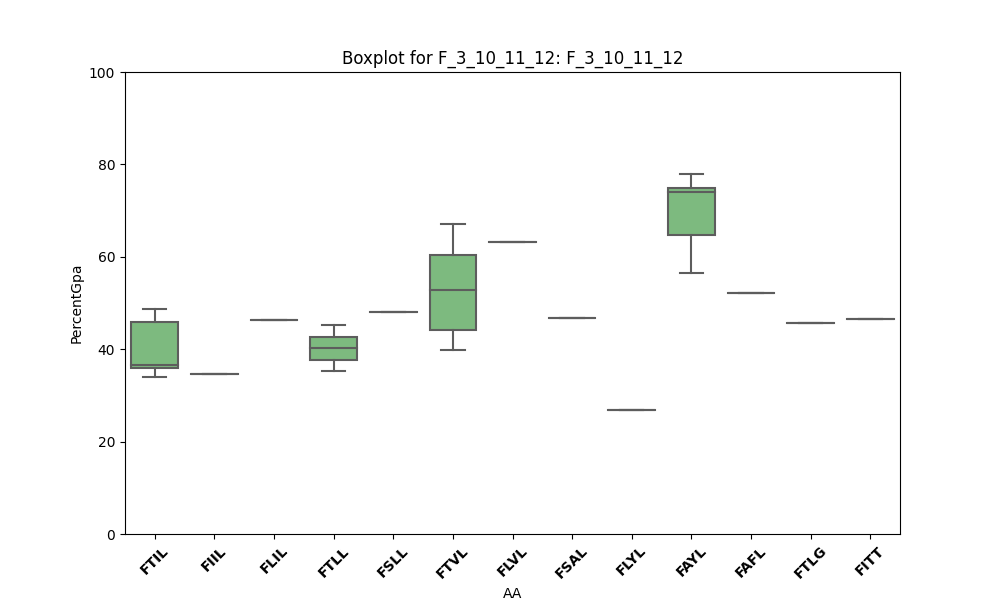 Boxplot for F_3_10_11_12: F_3_10_11_12
PercentGpa
100
80
60
40
20
0
FTIL
FIIL
FLIL
FTLL
FSLL
FTVL
FLVL
FSAL
FLYL
FAYL
FAFL
FTLG
FITT
AA